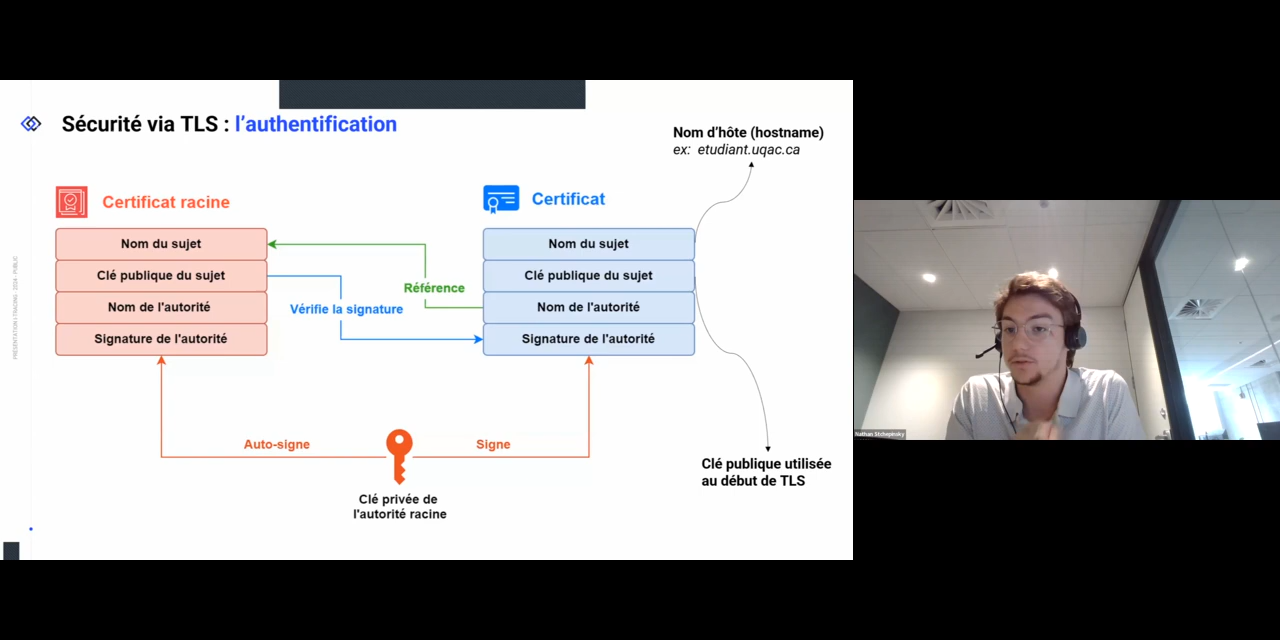 Sécurité via TLS : l'authentification
Nom d'hôte (hostname)
ex: etudiant.uqac.ca
Certificat racine
Certificat
Nom du sujet
Clé publique du sujet
Nom de l'autorité
Signature de l'autorité
Référence
Vérifie la signature
Nom du sujet
Clé publique du sujet
Nom de l'autorité
Signature de l'autorité
Auto-signe
Signe
Clé privée de
l'autorité racine
Clé publique utilisée
au début de TLS